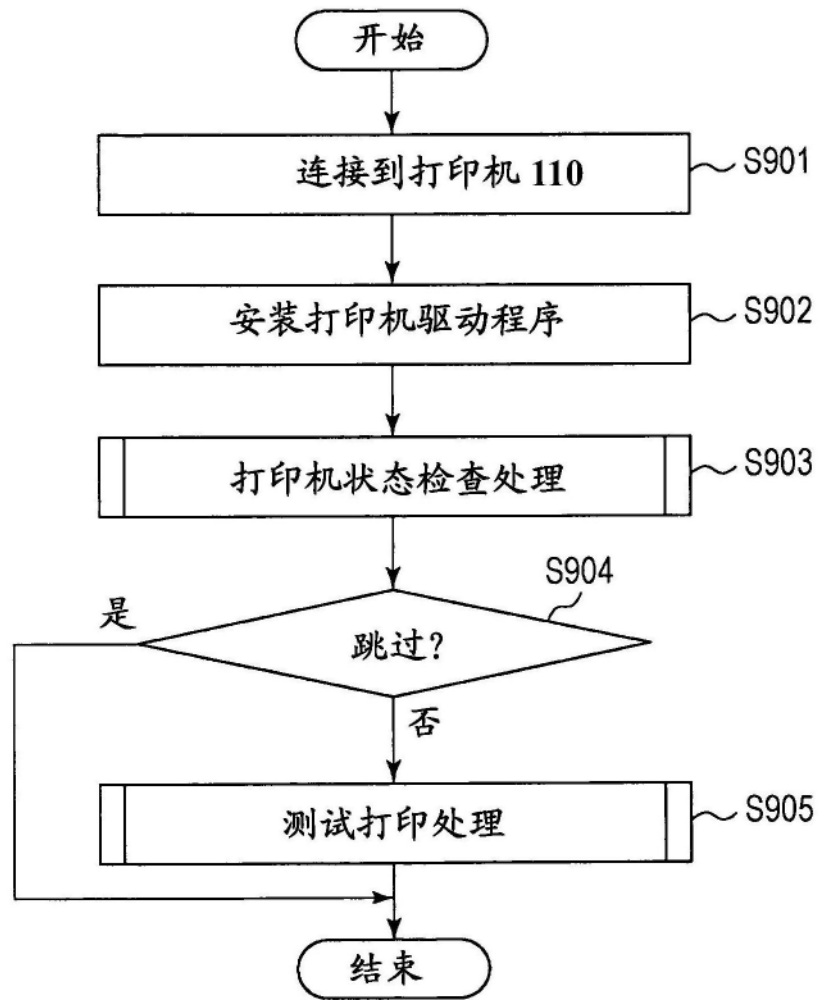 开始
连接到打印机 110
S901
安装打印机驱动程序
S902
打印机状态检查处理
S903
S904
是
跳过？
否
测试打印处理
S905
结束